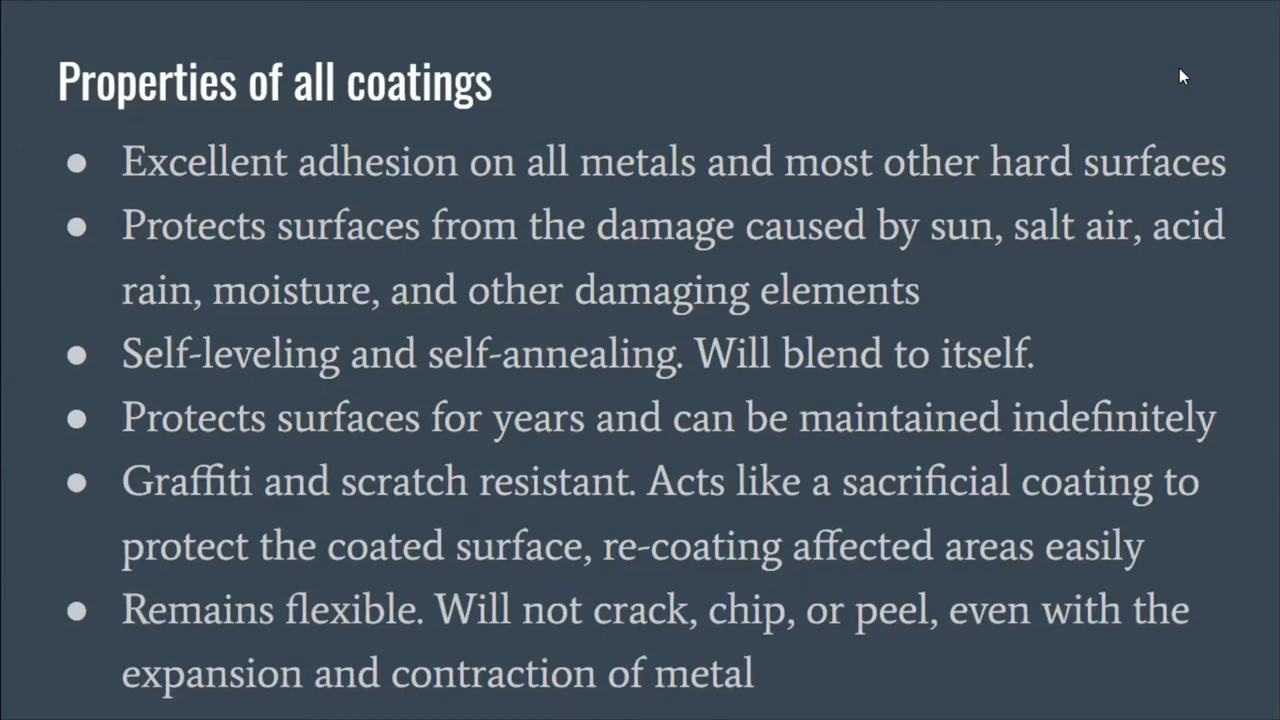 Properties of all coatings
● Excellent adhesion on all metals and most other hard surfaces
● Protects surfaces from the damage caused by sun, salt air, acid
rain, moisture, and other damaging elements
● Self-leveling and self-annealing. Will blend to itself.
● Protects surfaces for years and can be maintained indefinitely
● Graffiti and scratch resistant. Acts like a sacrificial coating to
protect the coated surface, re-coating affected areas easily
● Remains flexible. Will not crack, chip, or peel, even with the
expansion and contraction of metal